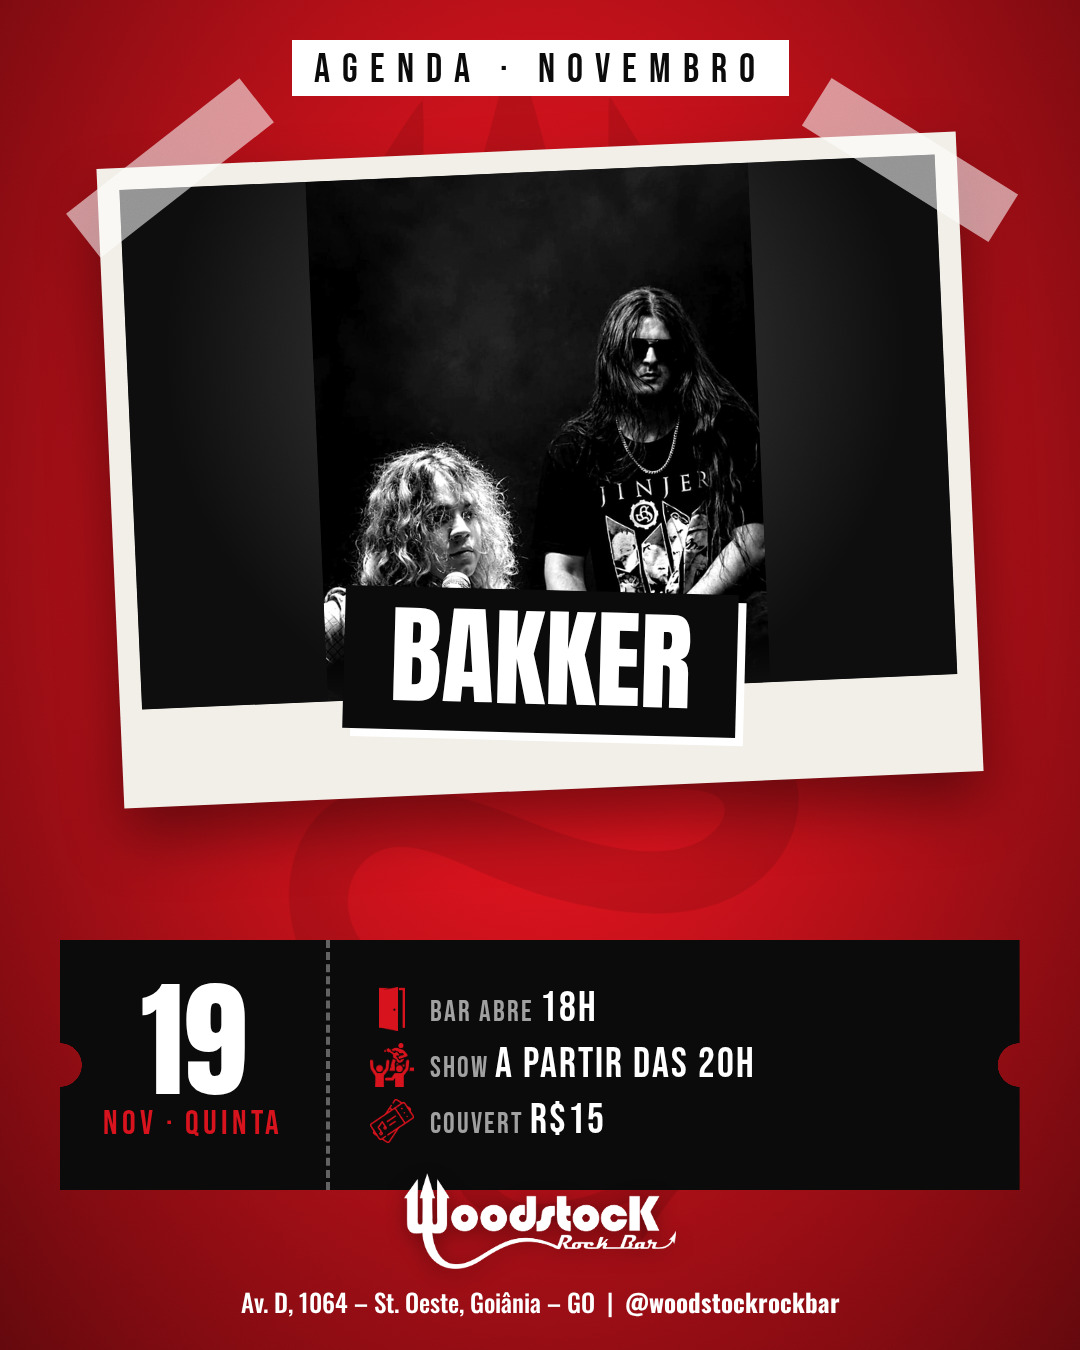 AGENDA · NOVEMBRO
JINJER
BAKKER
19
NOV · QUINTA
BAR ABRE 18H
SHOW A PARTIR DAS 20H
COUVERT R$15
Woodstock
Rock Bar
Av. D, 1064 – St. Oeste, Goiânia – GO | @woodstockrockbar